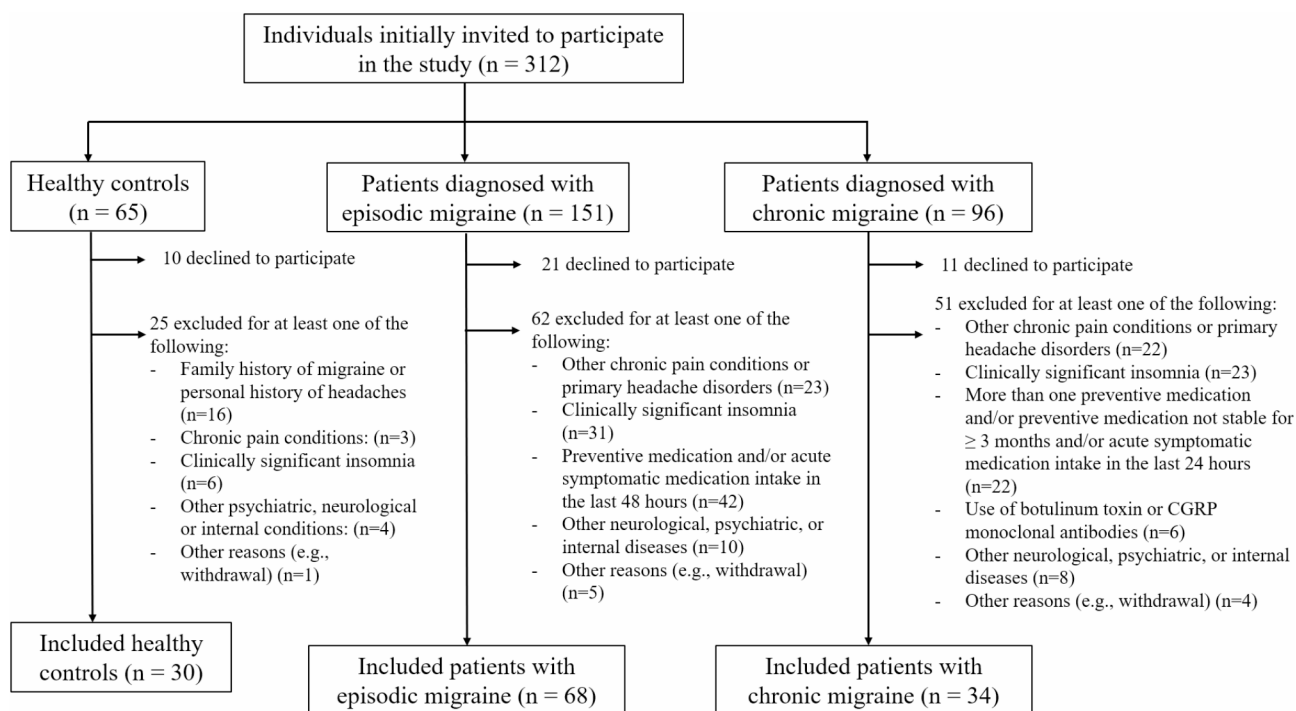 Individuals initially invited to participate
in the study (n = 312)
Healthy controls
(n = 65)
Patients diagnosed with
episodic migraine (n = 151)
Patients diagnosed with
chronic migraine (n = 96)
10 declined to participate
21 declined to participate
11 declined to participate
25 excluded for at least one of the
following:
- Family history of migraine or
personal history of headaches
(n=16)
- Chronic pain conditions: (n=3)
- Clinically significant insomnia
(n=6)
- Other psychiatric, neurological
or internal conditions: (n=4)
- Other reasons (e.g.,
withdrawal) (n=1)
62 excluded for at least one of the
following:
- Other chronic pain conditions or
primary headache disorders (n=23)
- Clinically significant insomnia
(n=31)
- Preventive medication and/or acute
symptomatic medication intake in
the last 48 hours (n=42)
- Other neurological, psychiatric, or
internal diseases (n=10)
- Other reasons (e.g., withdrawal)
(n=5)
51 excluded for at least one of the following:
- Other chronic pain conditions or primary
headache disorders (n=22)
- Clinically significant insomnia (n=23)
- More than one preventive medication
and/or preventive medication not stable for
≥ 3 months and/or acute symptomatic
medication intake in the last 24 hours
(n=22)
- Use of botulinum toxin or CGRP
monoclonal antibodies (n=6)
- Other neurological, psychiatric, or internal
diseases (n=8)
- Other reasons (e.g., withdrawal) (n=4)
Included healthy
controls (n = 30)
Included patients with
episodic migraine (n = 68)
Included patients with
chronic migraine (n = 34)